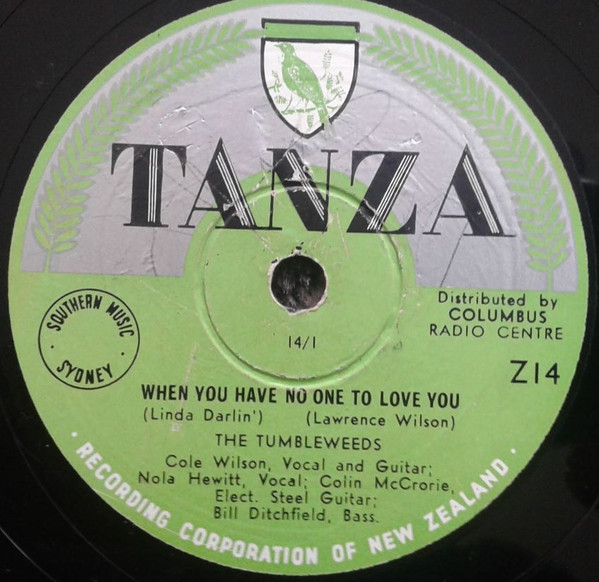 TANZA
Distributed by
COLUMBUS
RADIO CENTRE
SOUTHERN MUSIC
SYDNEY
14/1
Z14
WHEN YOU HAVE NO ONE TO LOVE YOU
(Linda Darlin') (Lawrence Wilson)
THE TUMBLEWEEDS
Cole Wilson, Vocal and Guitar;
Nola Hewitt, Vocal; Colin McCrorie,
Elect. Steel Guitar;
Bill Ditchfield, Bass.
· RECORDING CORPORATION OF NEW ZEALAND ·